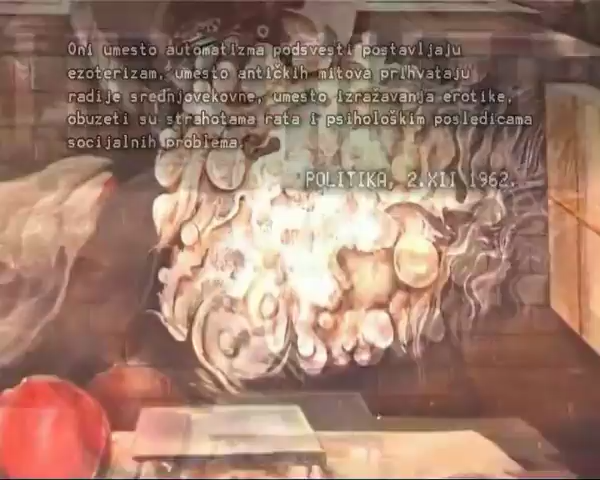 Oni umesto automatizma podsvesti postavljaju
ezoterizam, umesto antičkih mitova prihvataju
radije srednjovekovne, umesto izražavanja erotike,
obuzeti su strahotama rata i psihološkim posledicama
socijalnih problema.
POLITIKA, 2.XII 1962.